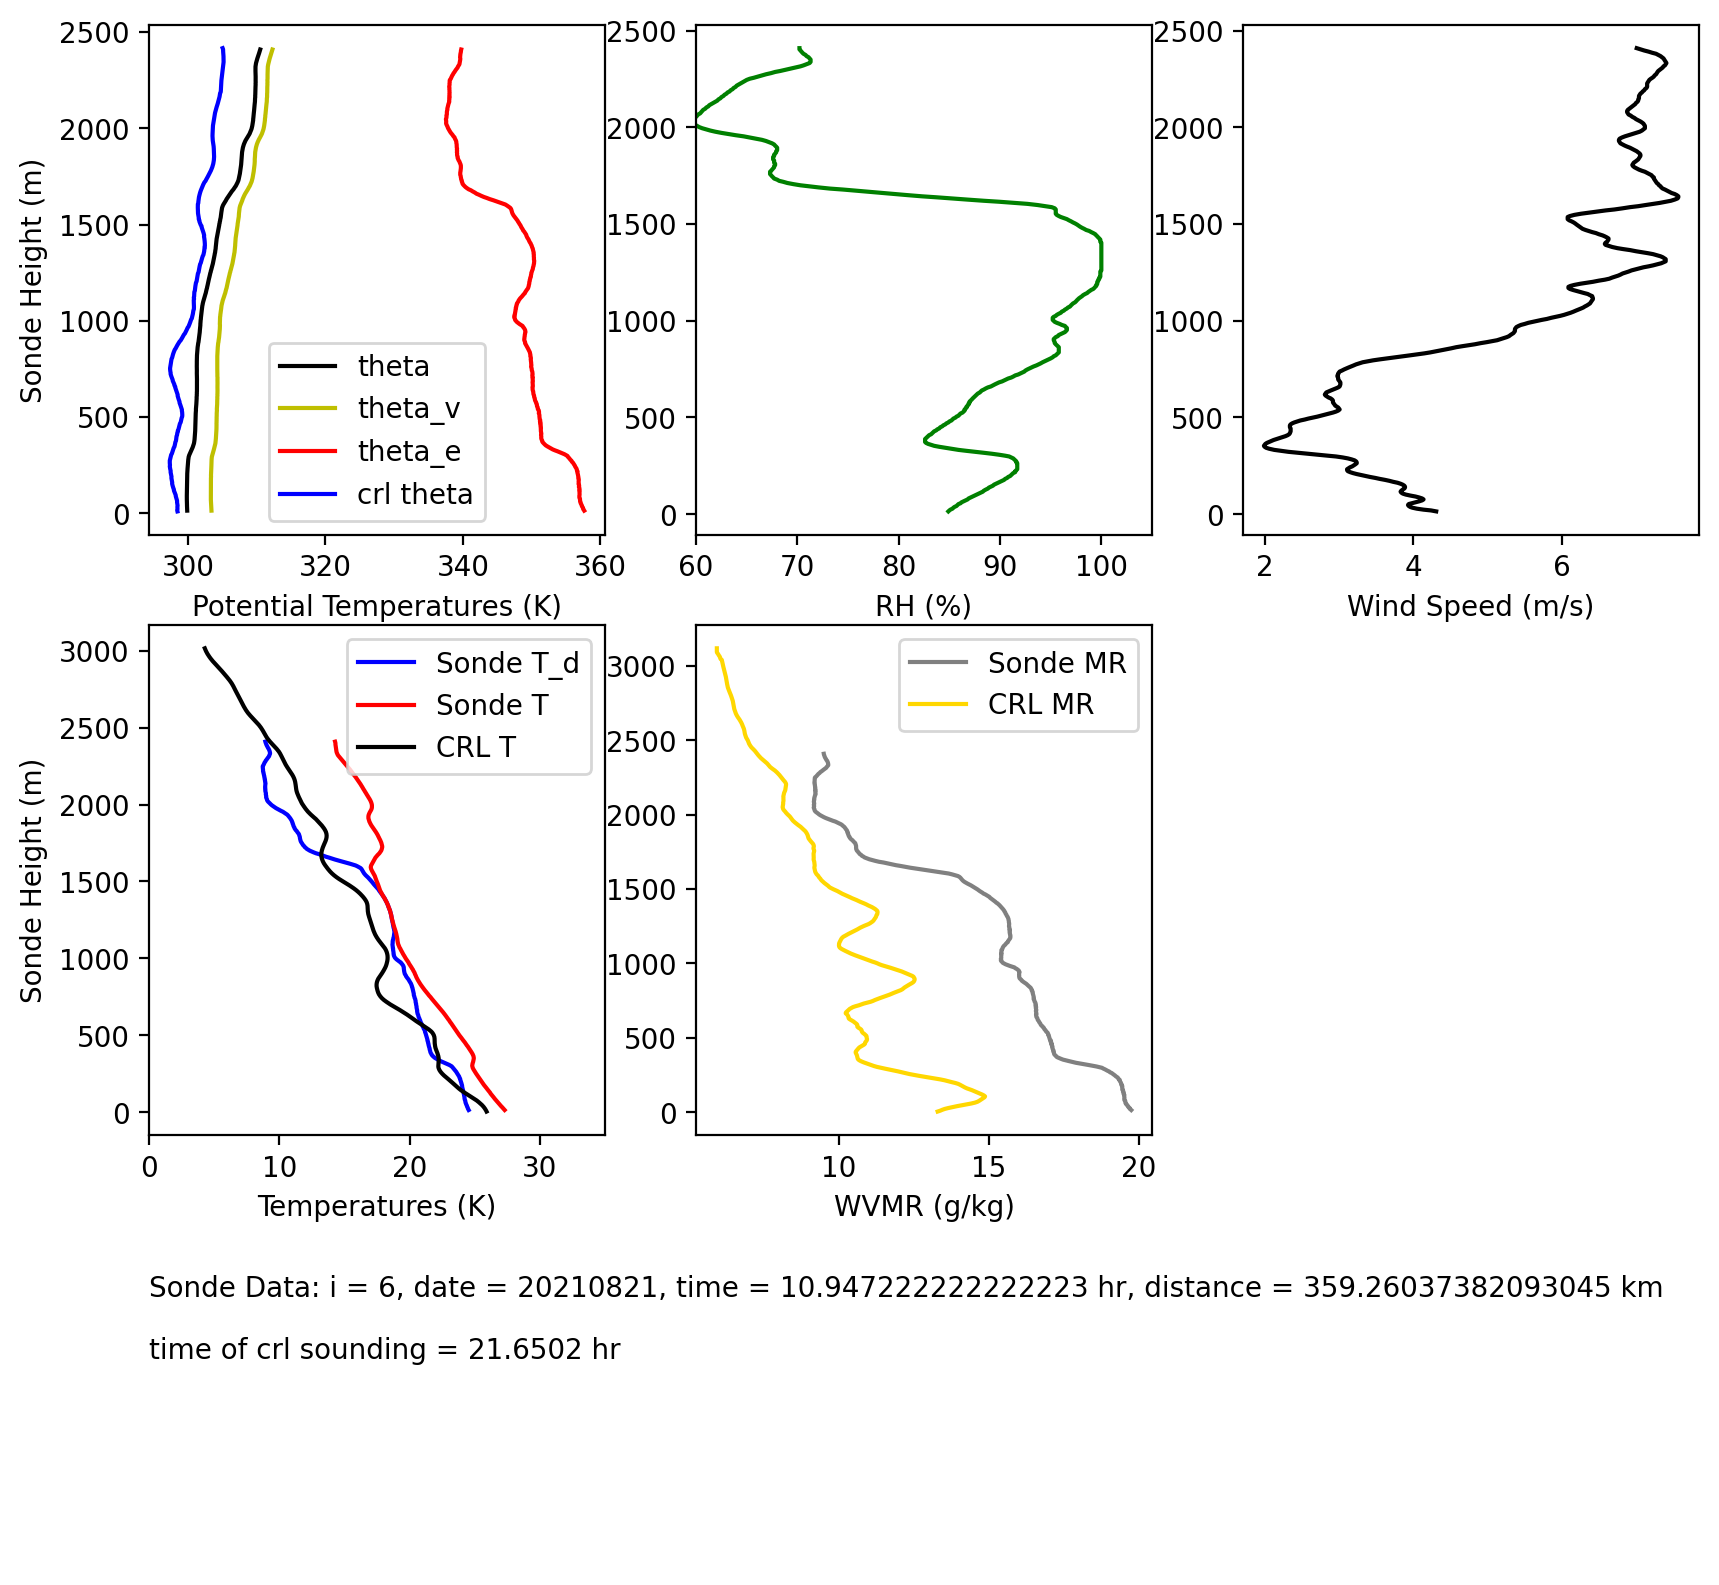 2500
2000
1500
1000
500
0
Sonde Height (m)
theta
theta_v
theta_e
crl theta
300 320 340 360
Potential Temperatures (K)
2500
2000
1500
1000
500
0
60 70 80 90 100
RH (%)
2500
2000
1500
1000
500
0
2 4 6
Wind Speed (m/s)
3000
2500
2000
1500
1000
500
0
Sonde Height (m)
Sonde T_d
Sonde T
CRL T
0 10 20 30
Temperatures (K)
3000
2500
2000
1500
1000
500
0
Sonde MR
CRL MR
10 15 20
WVMR (g/kg)
Sonde Data: i = 6, date = 20210821, time = 10.947222222222223 hr, distance = 359.26037382093045 km
time of crl sounding = 21.6502 hr